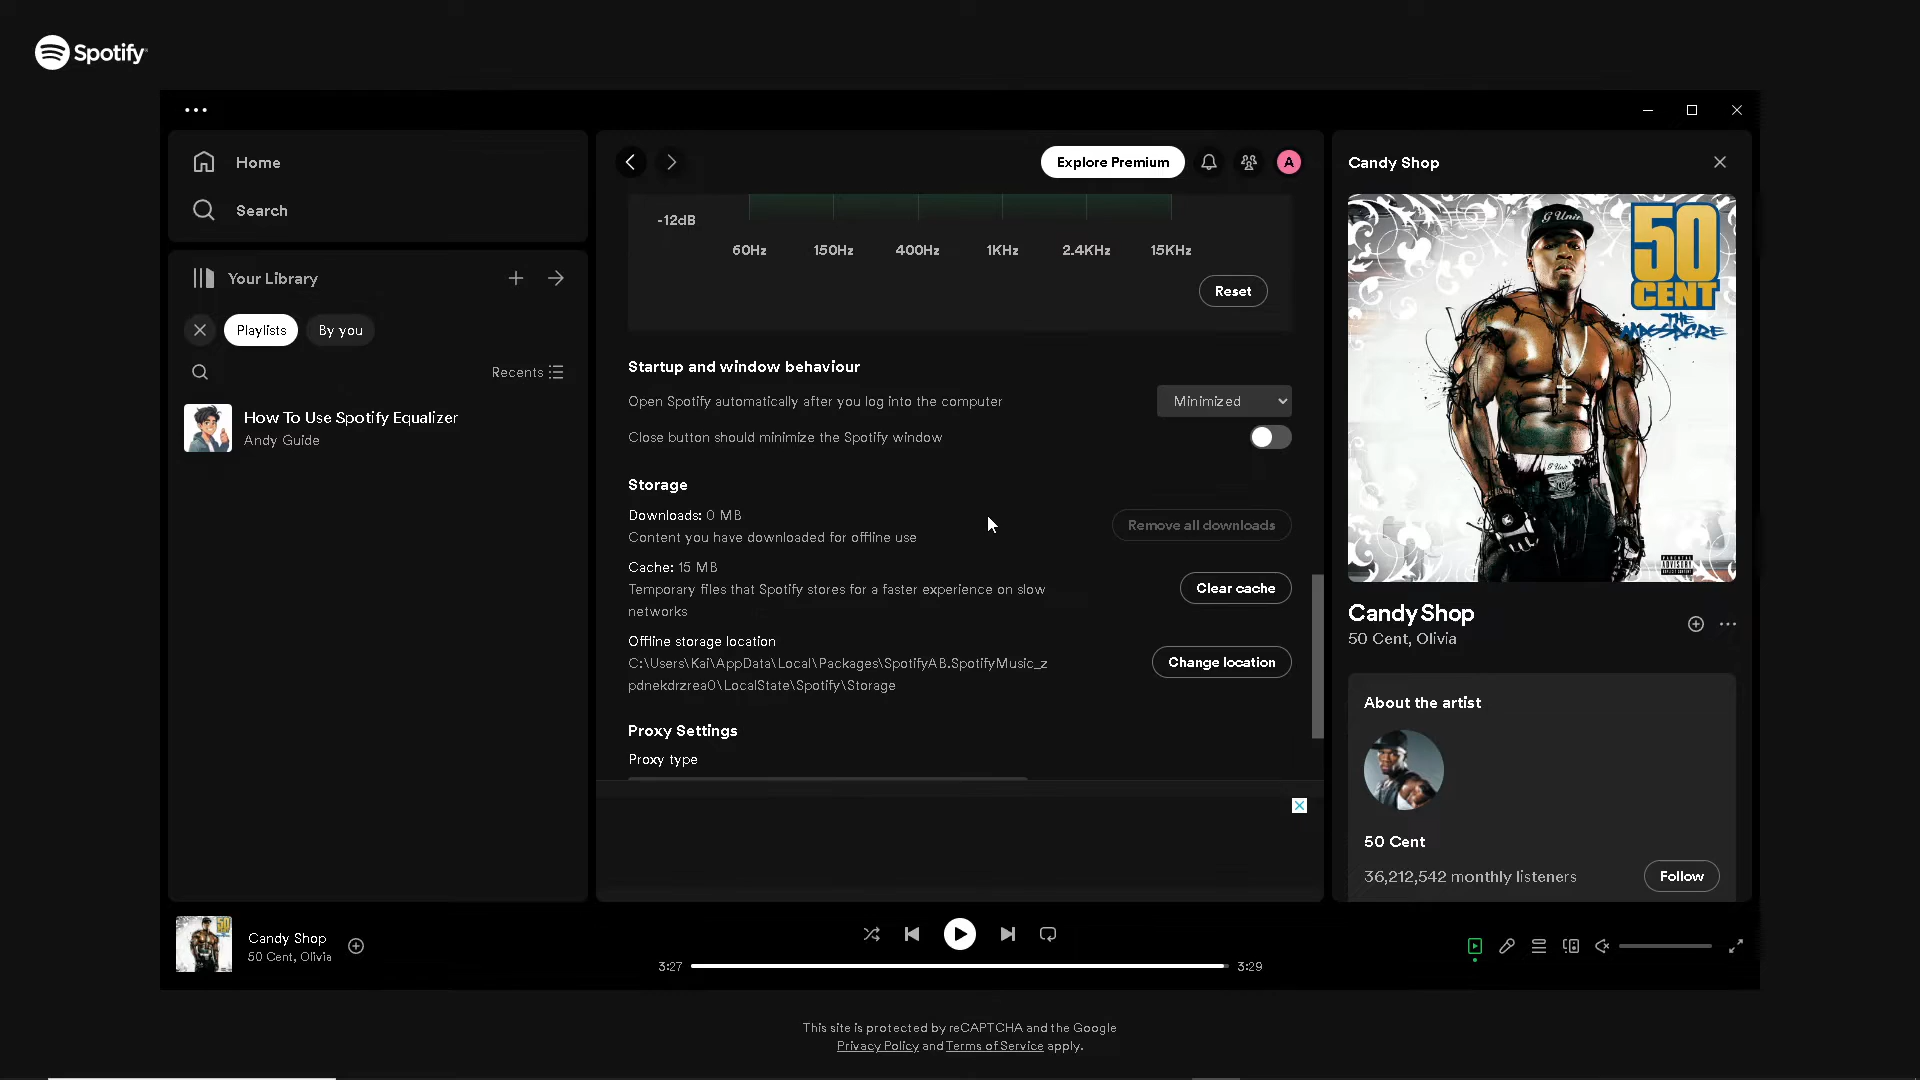 Spotify
Home
Search
Your Library
Playlists
By you
Recents
How To Use Spotify Equalizer
Andy Guide
Explore Premium
A
-12dB
60Hz 150Hz 400Hz 1KHz 2.4KHz 15KHz
Reset
Startup and window behaviour
Open Spotify automatically after you log into the computer
Minimized
Close button should minimize the Spotify window
Storage
Downloads: 0 MB
Content you have downloaded for offline use
Remove all downloads
Cache: 15 MB
Temporary files that Spotify stores for a faster experience on slow
networks
Clear cache
Offline storage location
C:\Users\Kai\AppData\Local\Packages\SpotifyAB.SpotifyMusic_z
pdnekdrzrea0\LocalState\Spotify\Storage
Change location
Proxy Settings
Proxy type
Candy Shop
G Unit
50
CENT
THE
MASSACRE
G Unit
PARENTAL
ADVISORY
Candy Shop
50 Cent, Olivia
About the artist
50 Cent
36,212,542 monthly listeners
Follow
Candy Shop
50 Cent, Olivia
3:27
3:29
This site is protected by reCAPTCHA and the Google
Privacy Policy and Terms of Service apply.